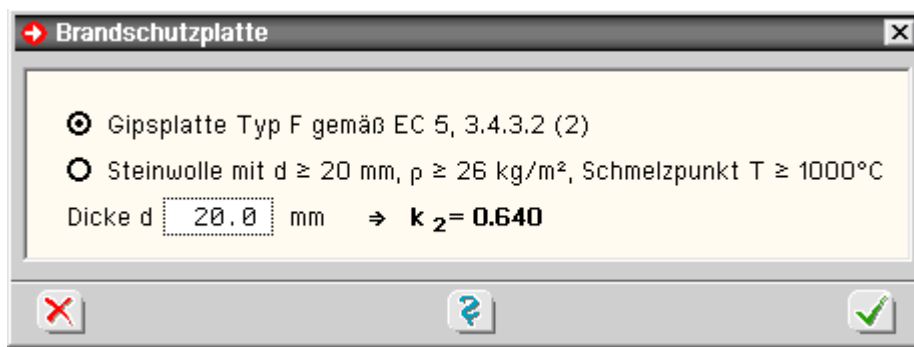 Brandschutzplatte
Gipsplatte Typ F gemäß EC 5, 3.4.3.2 (2)
Steinwolle mit d ≥ 20 mm, ρ ≥ 26 kg/m², Schmelzpunkt T ≥ 1000°C
Dicke d 20.0 mm ⇒ k 2= 0.640